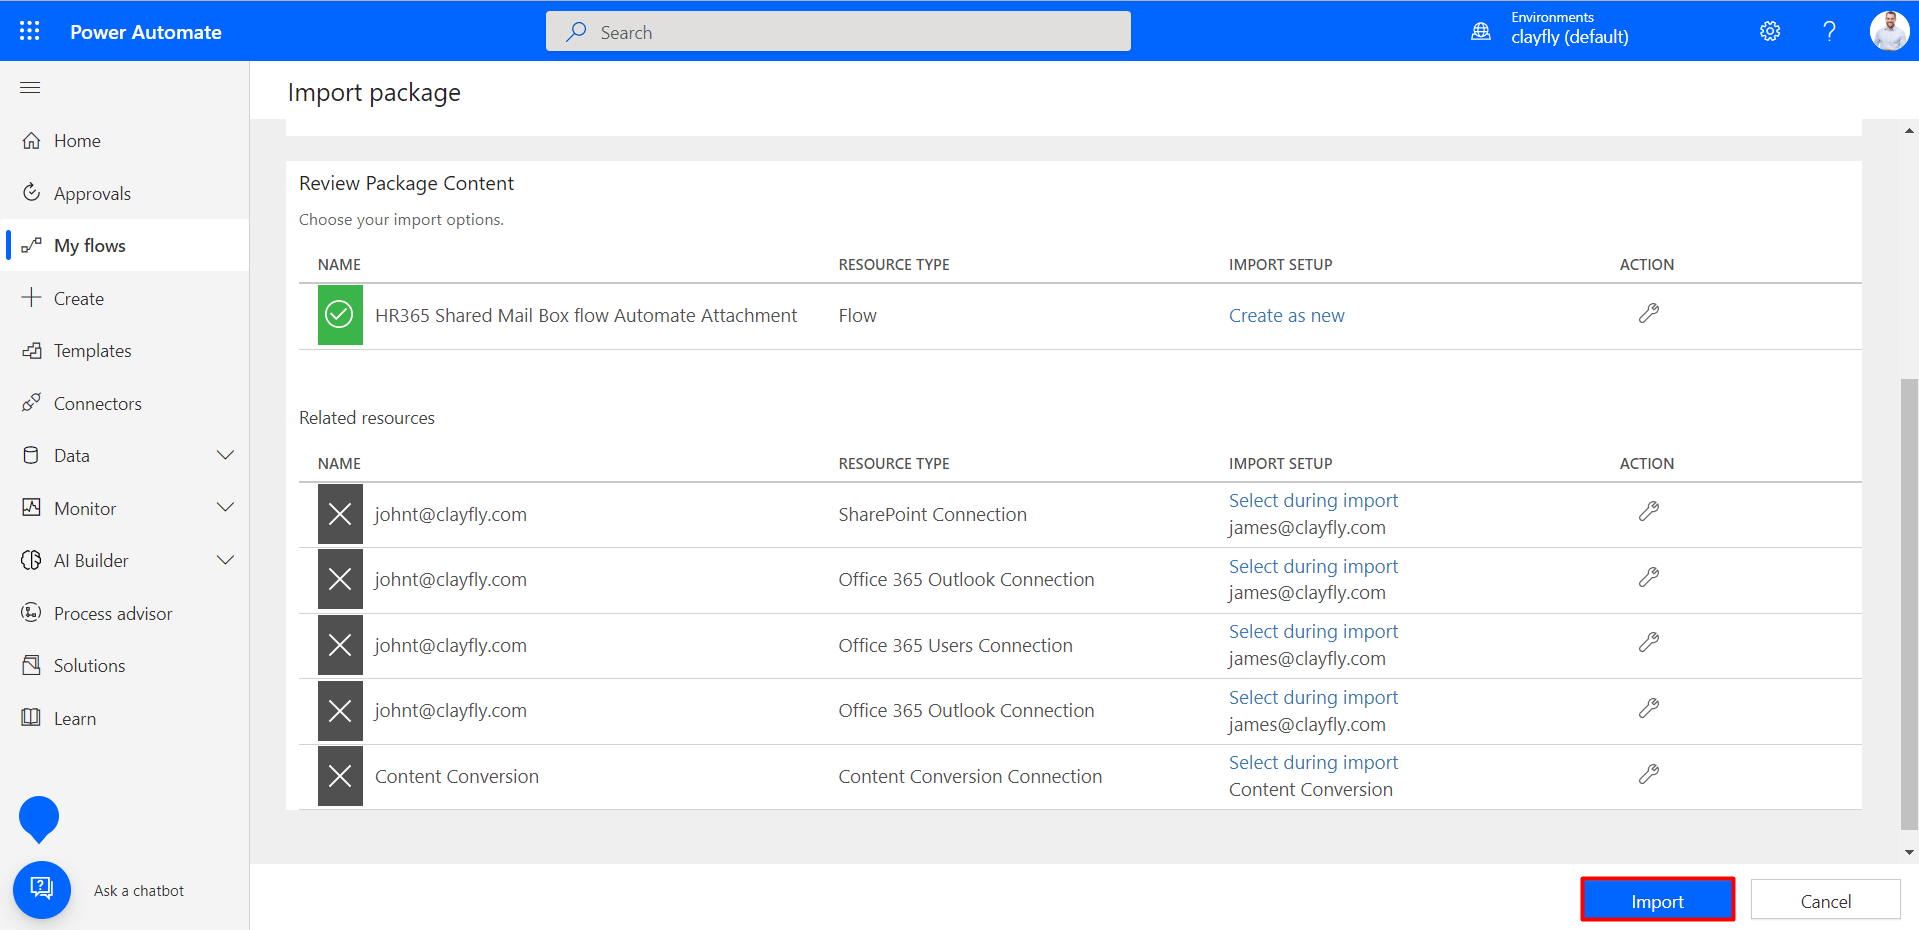 Power Automate
Search
Environments
clayfly (default)
?
Import package
Home
Approvals
My flows
Create
Templates
Connectors
Data
Monitor
AI Builder
Process advisor
Solutions
Learn
Ask a chatbot
Review Package Content
Choose your import options.
NAME RESOURCE TYPE IMPORT SETUP ACTION
HR365 Shared Mail Box flow Automate Attachment Flow Create as new
Related resources
NAME RESOURCE TYPE IMPORT SETUP ACTION
johnt@clayfly.com SharePoint Connection Select during import
james@clayfly.com
johnt@clayfly.com Office 365 Outlook Connection Select during import
james@clayfly.com
johnt@clayfly.com Office 365 Users Connection Select during import
james@clayfly.com
johnt@clayfly.com Office 365 Outlook Connection Select during import
james@clayfly.com
Content Conversion Content Conversion Connection Select during import
Content Conversion
Import Cancel